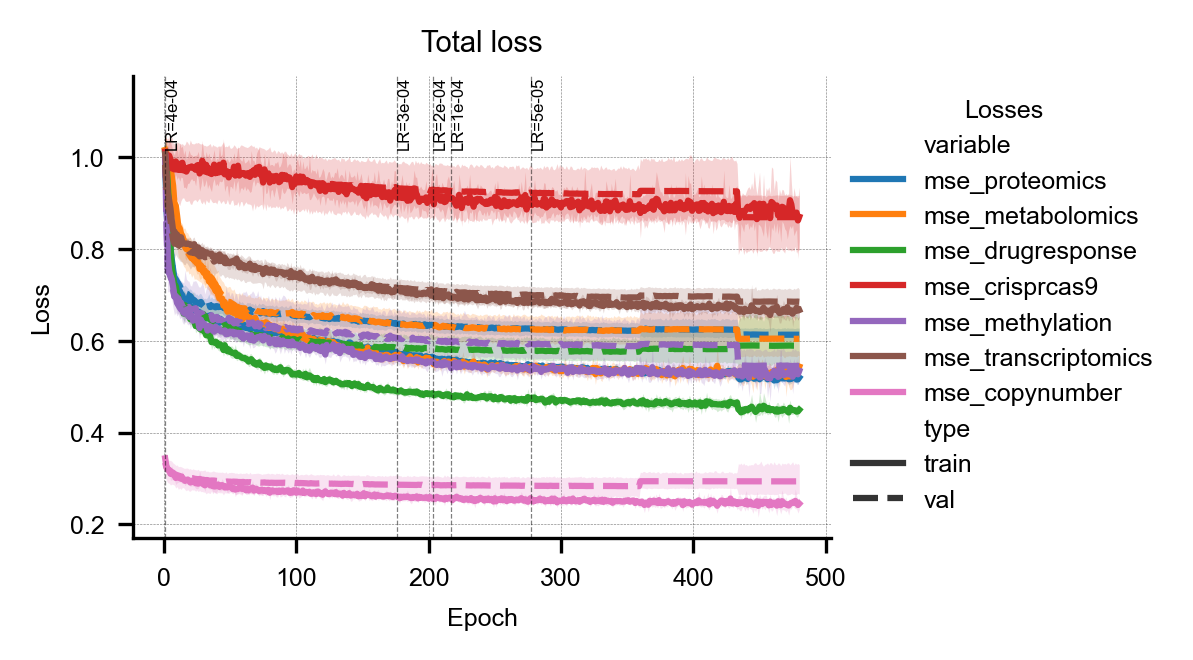 Total loss
LR=4e-04
LR=3e-04
LR=2e-04
LR=1e-04
LR=5e-05
1.0
0.8
0.6
0.4
0.2
Loss
0
100
200
300
400
500
Epoch
Losses
variable
mse_proteomics
mse_metabolomics
mse_drugresponse
mse_crisprcas9
mse_methylation
mse_transcriptomics
mse_copynumber
type
train
val